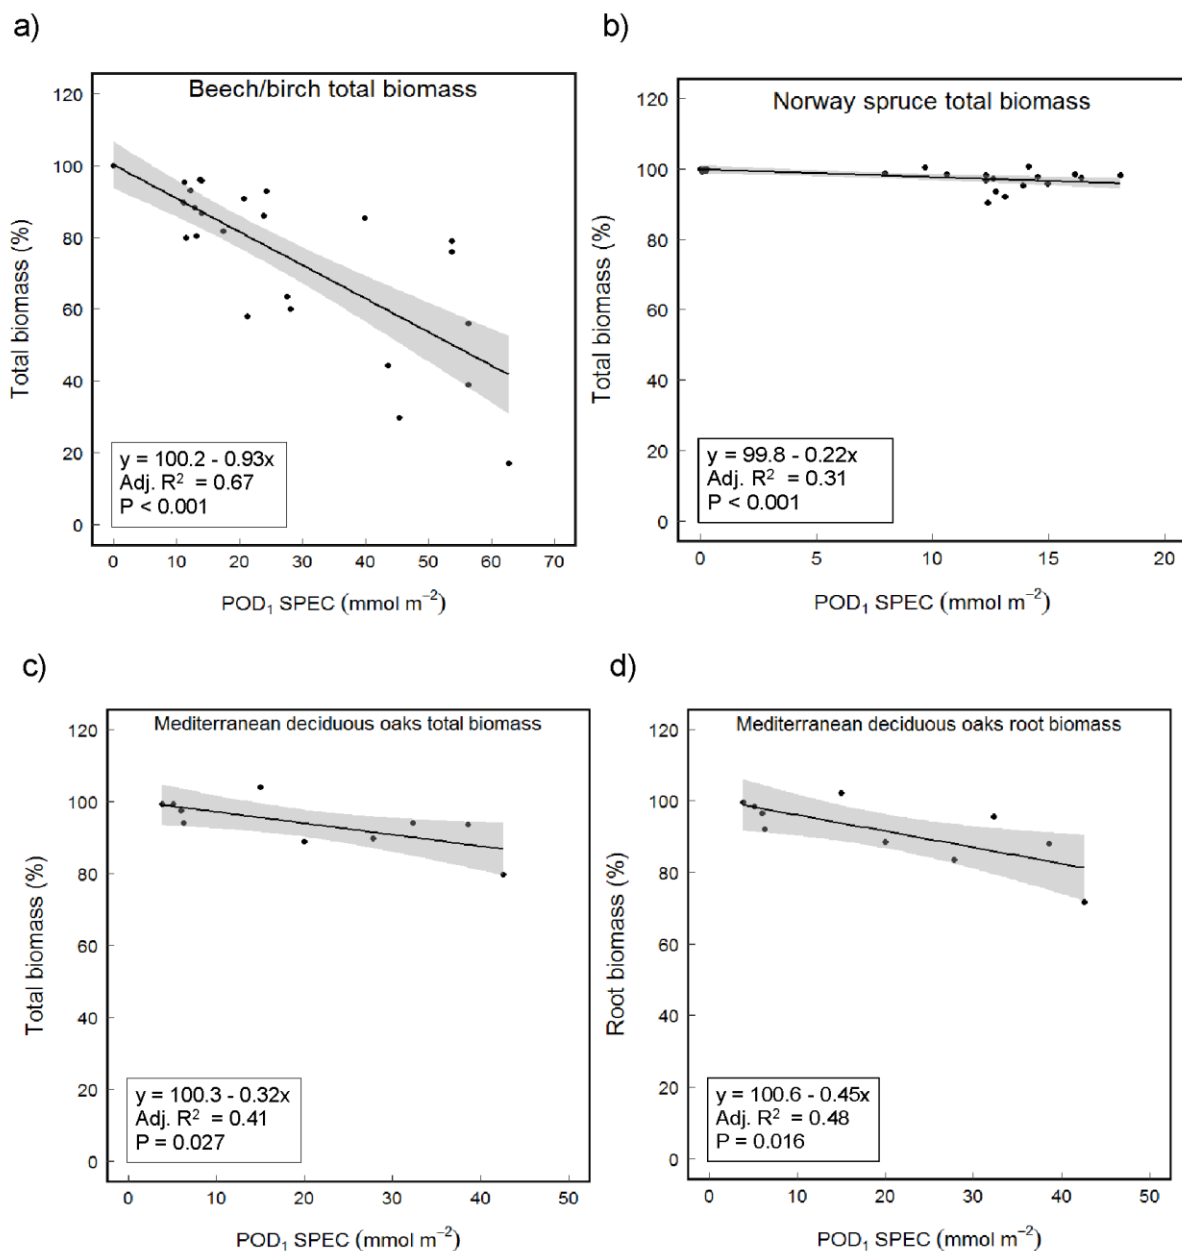 a)
Beech/birch total biomass
Total biomass (%)
120
100
80
60
40
20
0
y = 100.2 - 0.93x
Adj. R² = 0.67
P < 0.001
0 10 20 30 40 50 60 70
POD₁ SPEC (mmol m⁻²)
b)
Norway spruce total biomass
Total biomass (%)
120
100
80
60
40
20
0
y = 99.8 - 0.22x
Adj. R² = 0.31
P < 0.001
0 5 10 15 20
POD₁ SPEC (mmol m⁻²)
c)
Mediterranean deciduous oaks total biomass
Total biomass (%)
120
100
80
60
40
20
0
y = 100.3 - 0.32x
Adj. R² = 0.41
P = 0.027
0 10 20 30 40 50
POD₁ SPEC (mmol m⁻²)
d)
Mediterranean deciduous oaks root biomass
Root biomass (%)
120
100
80
60
40
20
0
y = 100.6 - 0.45x
Adj. R² = 0.48
P = 0.016
0 10 20 30 40 50
POD₁ SPEC (mmol m⁻²)